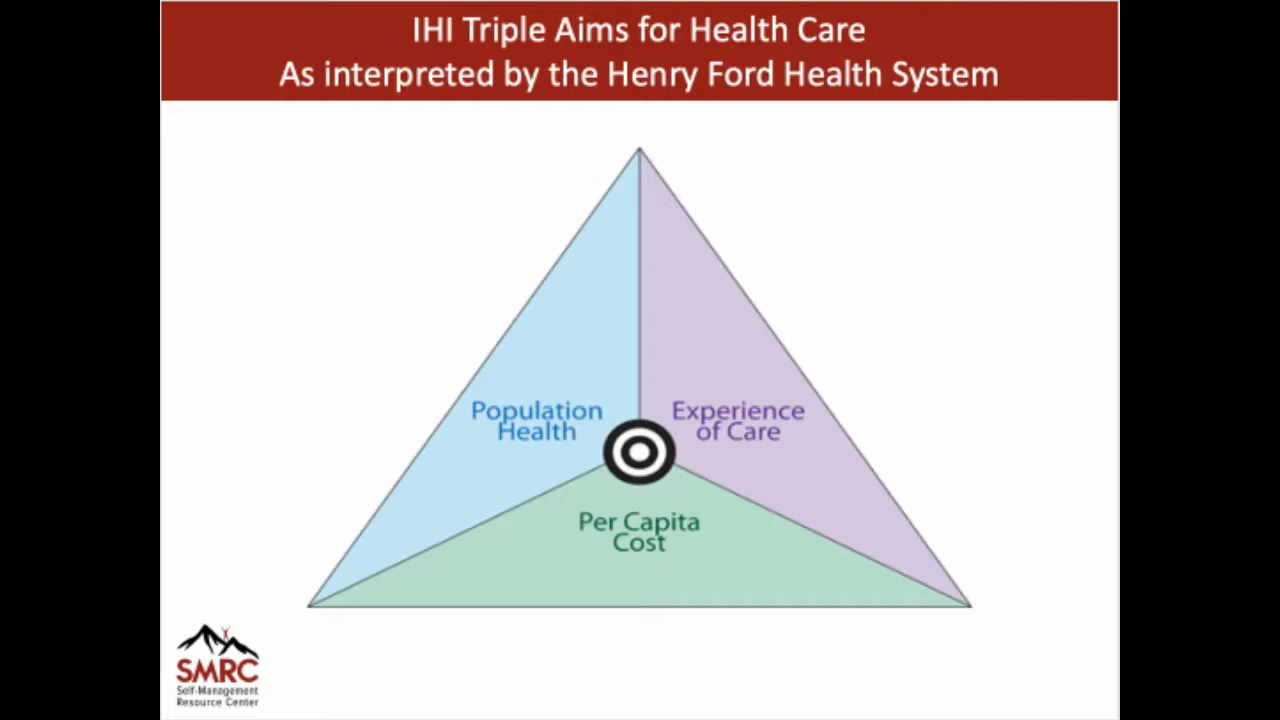 IHI Triple Aims for Health Care
As interpreted by the Henry Ford Health System
Population
Health
Experience
of Care
Per Capita
Cost
SMRC
Self-Management
Resource Center